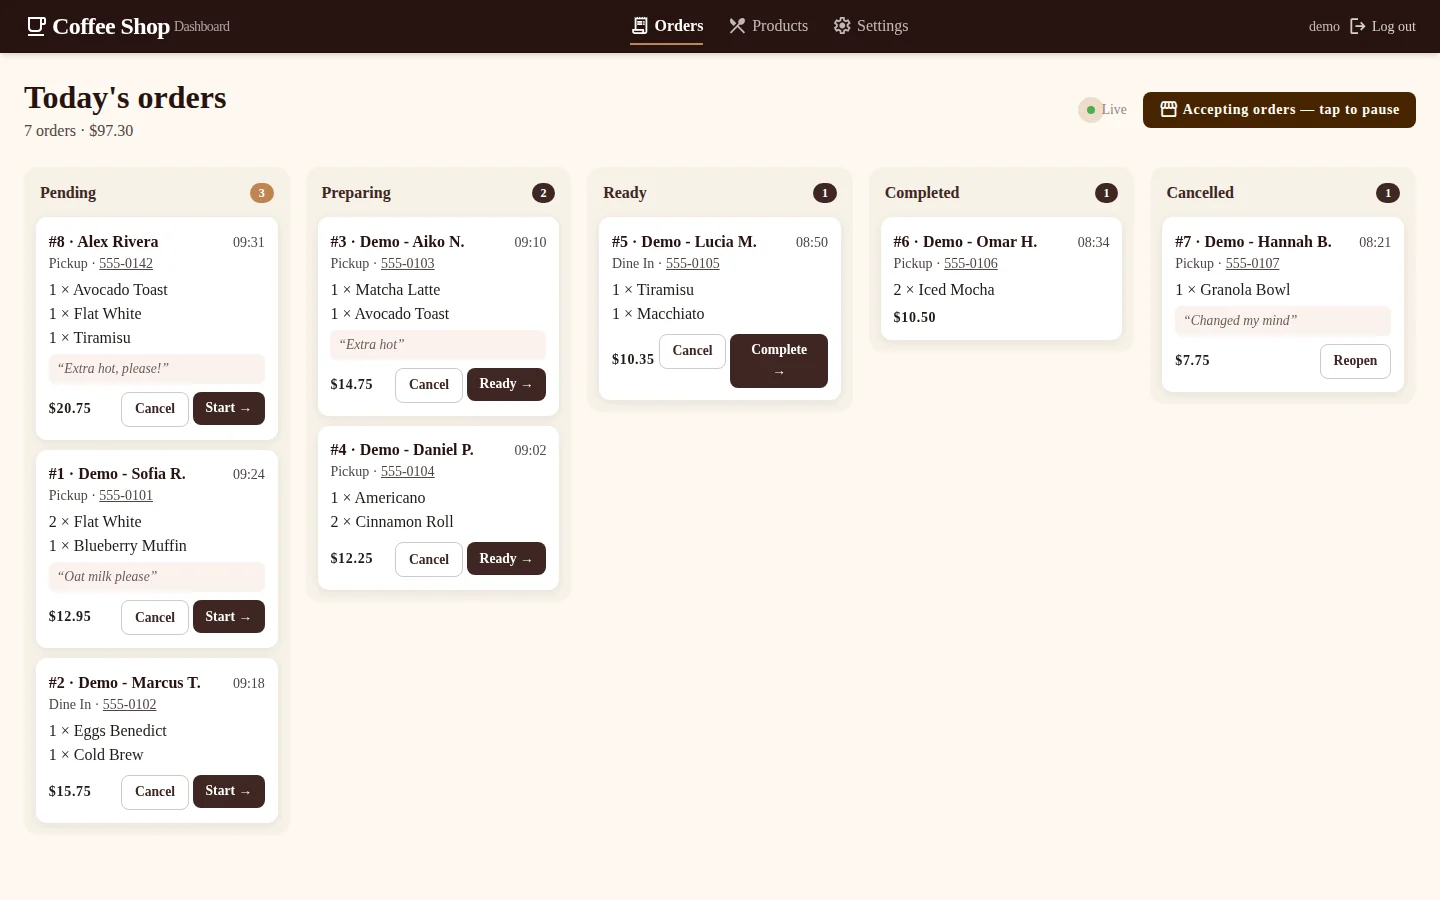 Coffee Shop Dashboard
Orders
Products
Settings
demo
Log out
Today's orders
7 orders · $97.30
Live
Accepting orders — tap to pause
Pending
3
#8 · Alex Rivera
09:31
Pickup · 555-0142
1 × Avocado Toast
1 × Flat White
1 × Tiramisu
“Extra hot, please!”
$20.75
Cancel
Start →
#1 · Demo - Sofia R.
09:24
Pickup · 555-0101
2 × Flat White
1 × Blueberry Muffin
“Oat milk please”
$12.95
Cancel
Start →
#2 · Demo - Marcus T.
09:18
Dine In · 555-0102
1 × Eggs Benedict
1 × Cold Brew
$15.75
Cancel
Start →
Preparing
2
#3 · Demo - Aiko N.
09:10
Pickup · 555-0103
1 × Matcha Latte
1 × Avocado Toast
“Extra hot”
$14.75
Cancel
Ready →
#4 · Demo - Daniel P.
09:02
Pickup · 555-0104
1 × Americano
2 × Cinnamon Roll
$12.25
Cancel
Ready →
Ready
1
#5 · Demo - Lucia M.
08:50
Dine In · 555-0105
1 × Tiramisu
1 × Macchiato
$10.35
Cancel
Complete
→
Completed
1
#6 · Demo - Omar H.
08:34
Pickup · 555-0106
2 × Iced Mocha
$10.50
Cancelled
1
#7 · Demo - Hannah B.
08:21
Pickup · 555-0107
1 × Granola Bowl
“Changed my mind”
$7.75
Reopen